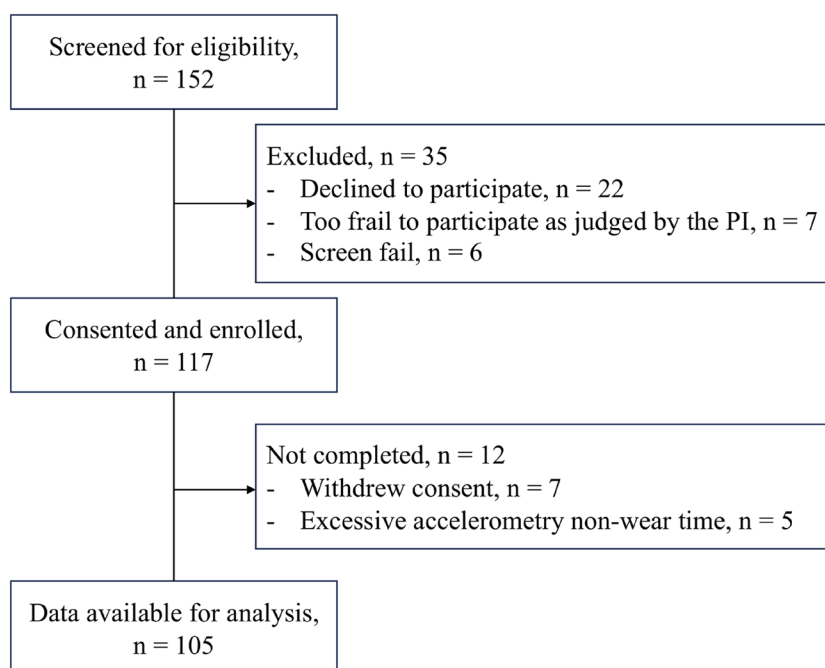 Screened for eligibility,
n = 152
Excluded, n = 35
- Declined to participate, n = 22
- Too frail to participate as judged by the PI, n = 7
- Screen fail, n = 6
Consented and enrolled,
n = 117
Not completed, n = 12
- Withdrew consent, n = 7
- Excessive accelerometry non-wear time, n = 5
Data available for analysis,
n = 105